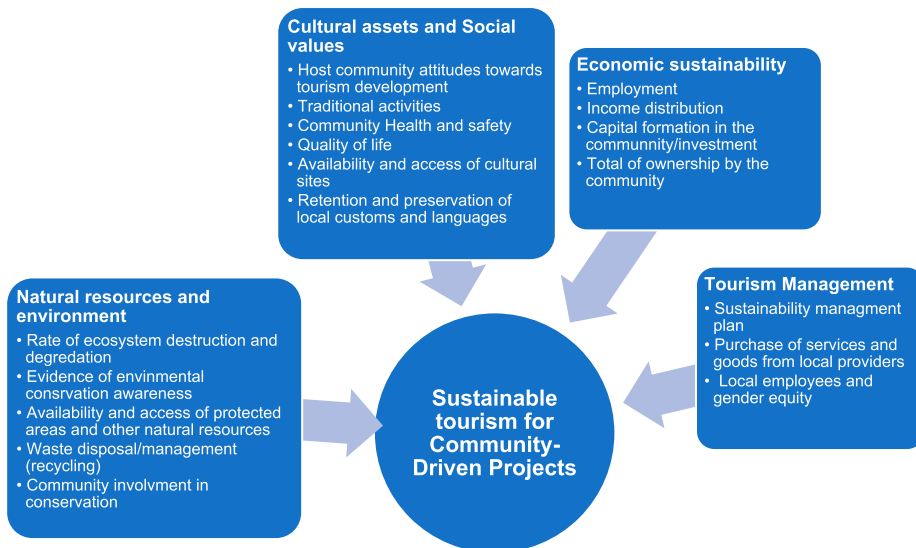 Cultural assets and Social
values
• Host community attitudes towards
tourism development
• Traditional activities
• Community Health and safety
• Quality of life
• Availability and access of cultural
sites
• Retention and preservation of
local customs and languages
Economic sustainability
• Employment
• Income distribution
• Capital formation in the
communnity/investment
• Total of ownership by the
community
Natural resources and
environment
• Rate of ecosystem destruction and
degredation
• Evidence of envinmental
consrvation awareness
• Availability and access of protected
areas and other natural resources
• Waste disposal/management
(recycling)
• Community involvment in
conservation
Tourism Management
• Sustainability managment
plan
• Purchase of services and
goods from local providers
• Local employees and
gender equity
Sustainable
tourism for
Community-
Driven Projects